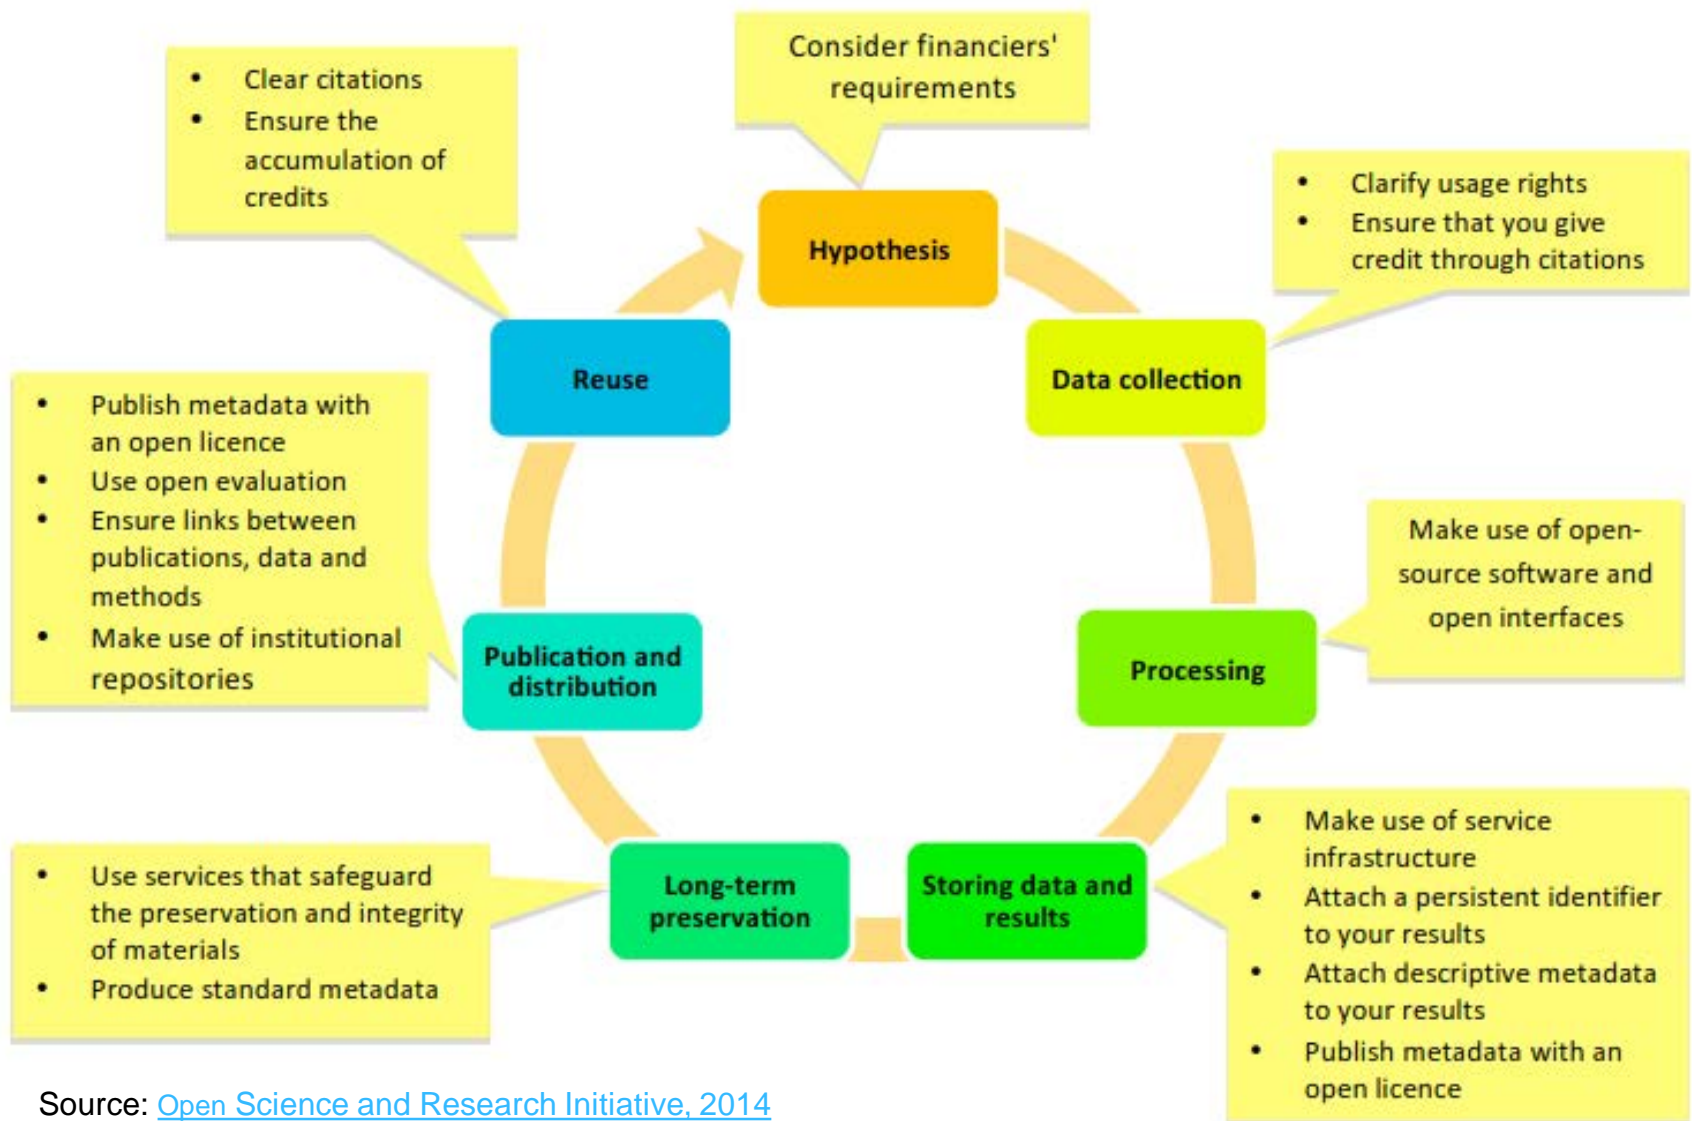 Consider financiers'
requirements
• Clear citations
• Ensure the
accumulation of
credits
• Clarify usage rights
• Ensure that you give
credit through citations
Hypothesis
Reuse
Data collection
• Publish metadata with
an open licence
• Use open evaluation
• Ensure links between
publications, data and
methods
• Make use of institutional
repositories
Make use of open-
source software and
open interfaces
Publication and
distribution
Processing
• Use services that safeguard
the preservation and integrity
of materials
• Produce standard metadata
Long-term
preservation
Storing data and
results
• Make use of service
infrastructure
• Attach a persistent identifier
to your results
• Attach descriptive metadata
to your results
• Publish metadata with an
open licence
Source: Open Science and Research Initiative, 2014